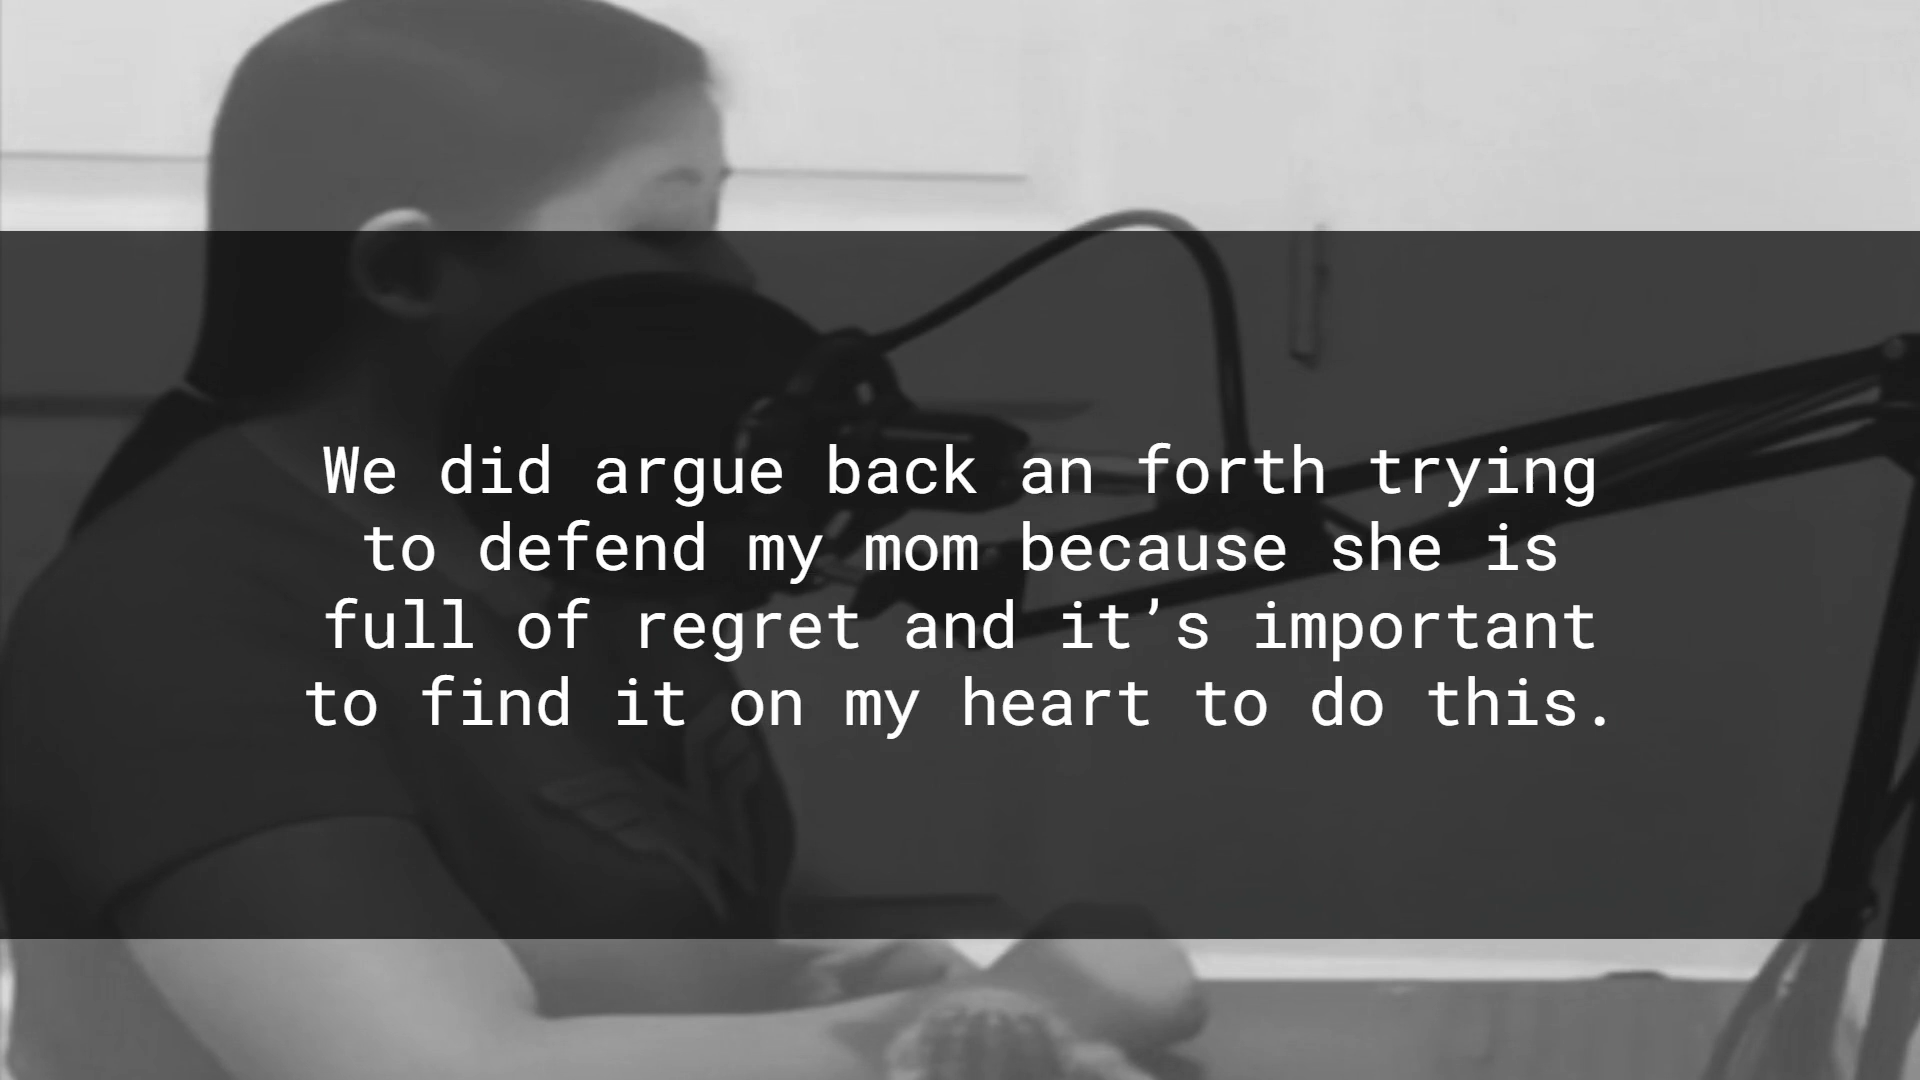 We did argue back an forth trying
to defend my mom because she is
full of regret and it’s important
to find it on my heart to do this.